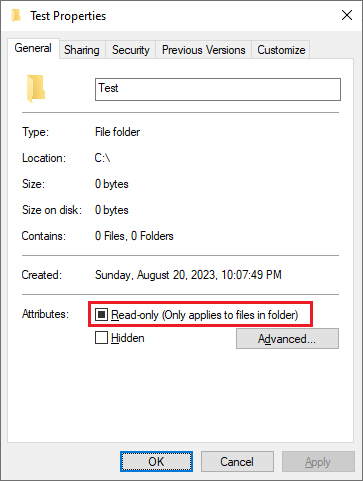 Test Properties
General Sharing Security Previous Versions Customize
Test
Type: File folder
Location: C:\
Size: 0 bytes
Size on disk: 0 bytes
Contains: 0 Files, 0 Folders
Created: Sunday, August 20, 2023, 10:07:49 PM
Attributes: Read-only (Only applies to files in folder)
Hidden Advanced...
OK Cancel Apply